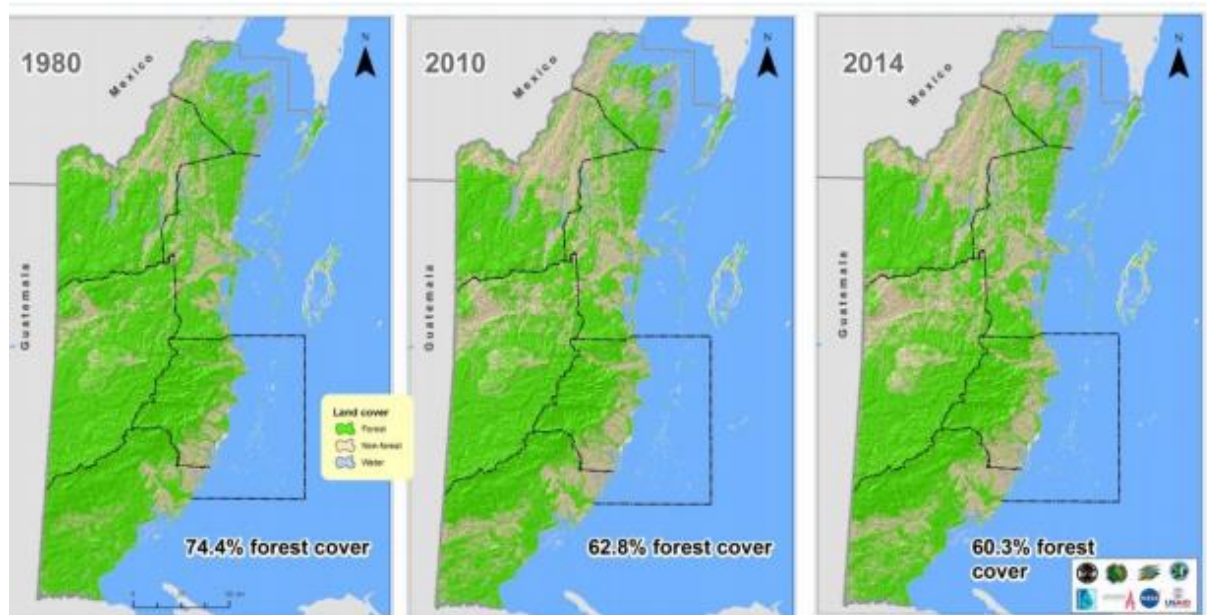 1980
N
Mexico
Guatemala
Land cover
Forest
Non-forest
Water
74.4% forest cover
2010
N
Mexico
Guatemala
62.8% forest cover
2014
N
Mexico
Guatemala
60.3% forest
cover
NASA
USAID